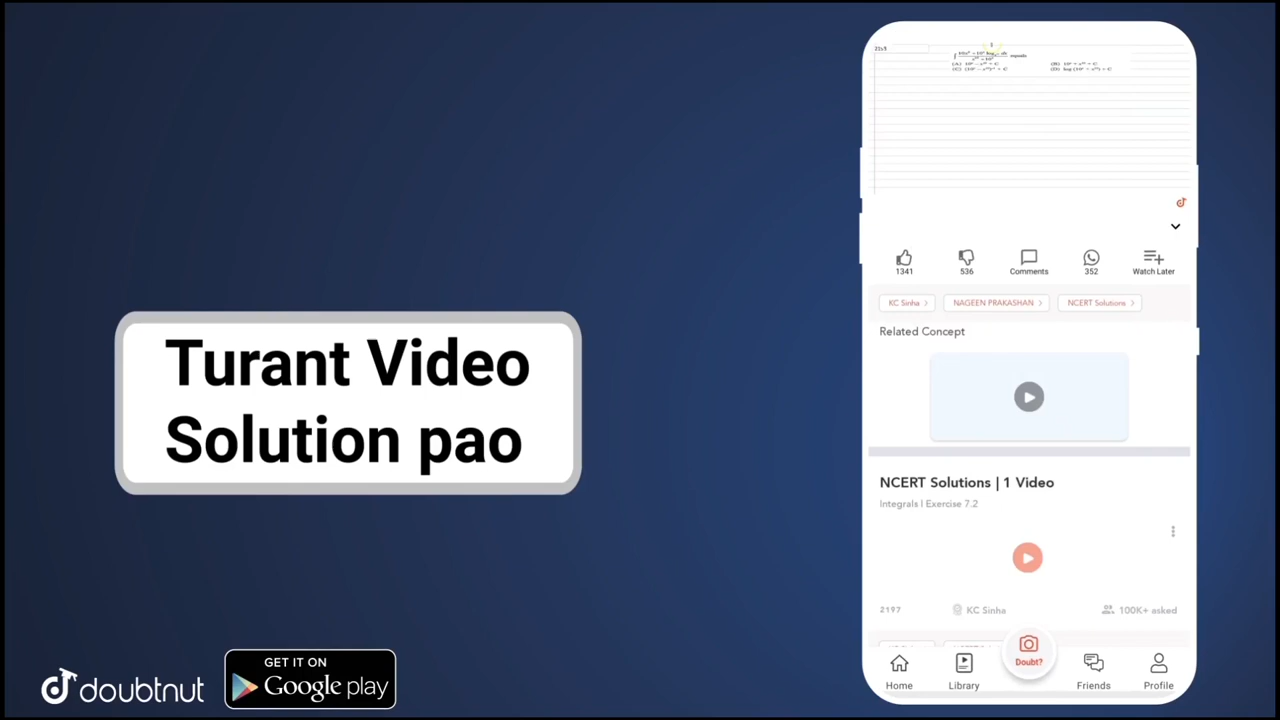 Turant Video
Solution pao
doubtnut
GET IT ON
Google play
equals
1341
536
Comments
352
Watch Later
KC Sinha
NAGEEN PRAKASHAN
NCERT Solutions
Related Concept
NCERT Solutions | 1 Video
Integrals | Exercise 7.2
2197
KC Sinha
100K+ asked
Home
Library
Doubt?
Friends
Profile